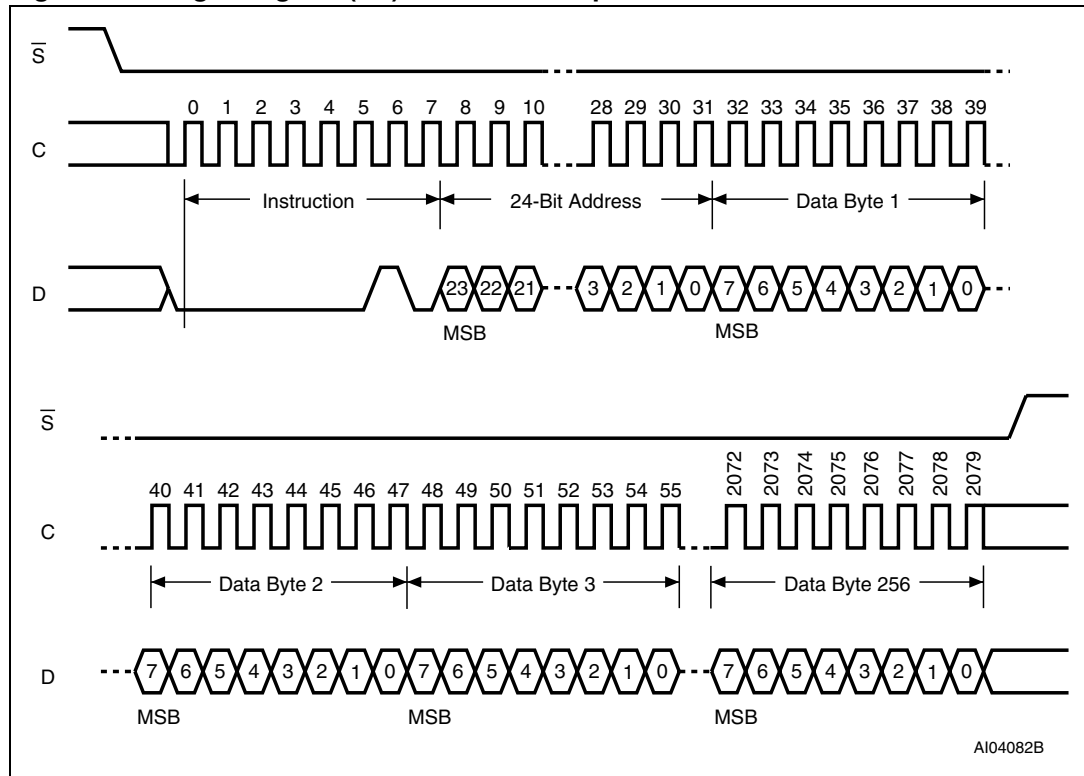 S
0 1 2 3 4 5 6 7 8 9 10 28 29 30 31 32 33 34 35 36 37 38 39
C
Instruction 24-Bit Address Data Byte 1
D
23 22 21 3 2 1 0 7 6 5 4 3 2 1 0
MSB MSB
S
2072 2073 2074 2075 2076 2077 2078 2079
40 41 42 43 44 45 46 47 48 49 50 51 52 53 54 55
C
Data Byte 2 Data Byte 3 Data Byte 256
D
7 6 5 4 3 2 1 0 7 6 5 4 3 2 1 0 7 6 5 4 3 2 1 0
MSB MSB MSB
AI04082B